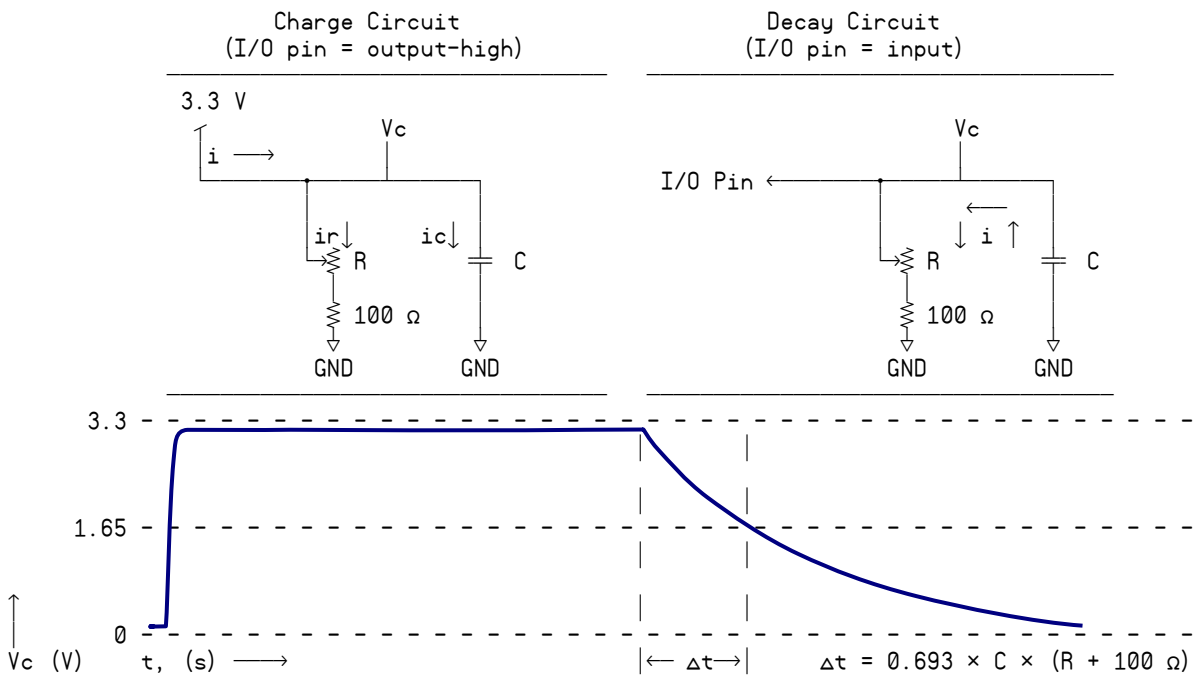 Charge Circuit
(I/O pin = output-high)
Decay Circuit
(I/O pin = input)
3.3 V
Vc
i
ir
ic
R
C
100 Ω
GND
GND
Vc
I/O Pin
i
R
C
100 Ω
GND
GND
3.3
1.65
0
Vc (V)
t, (s)
Δt
Δt = 0.693 × C × (R + 100 Ω)